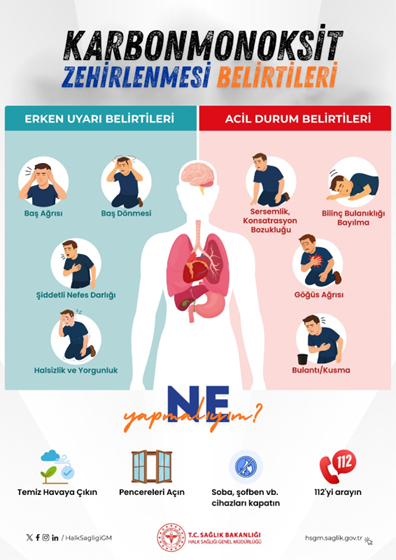 KARBONMONOKSİT
ZEHİRLENMESİ BELİRTİLERİ
ERKEN UYARI BELİRTİLERİ
Baş Ağrısı
Baş Dönmesi
Şiddetli Nefes Darlığı
Halsizlik ve Yorgunluk
ACİL DURUM BELİRTİLERİ
Sersemlik,
Konsatrasyon
Bozukluğu
Bilinç Bulanıklığı
Bayılma
Göğüs Ağrısı
Bulantı/Kusma
NE
yapmalıyım?
Temiz Havaya Çıkın
Pencereleri Açın
Soba, şofben vb.
cihazları kapatın
112
112'yi arayın
/ HalkSagligiGM
T.C. SAĞLIK BAKANLIĞI
HALK SAĞLIĞI GENEL MÜDÜRLÜĞÜ
hsgm.saglik.gov.tr